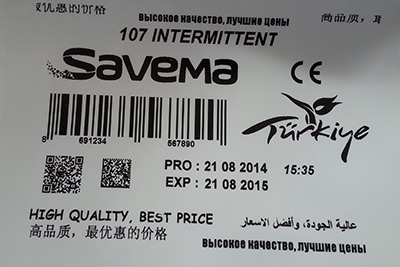 优惠的价格
высокое качество, лучшие цены
商品质,
107 INTERMITTENT
Savema
CE
8 691234 567890
Türkiye
PRO : 21 08 2014 15:35
EXP : 21 08 2015
HIGH QUALITY, BEST PRICE
عالية الجودة، وأفضل الاسعار
高品质，最优惠的价格
высокое качество, лучшие цены